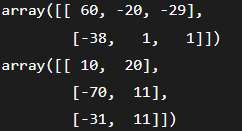 array([[ 60, -20, -29],
       [-38,   1,   1]])
array([[ 10,  20],
       [-70,  11],
       [-31,  11]])